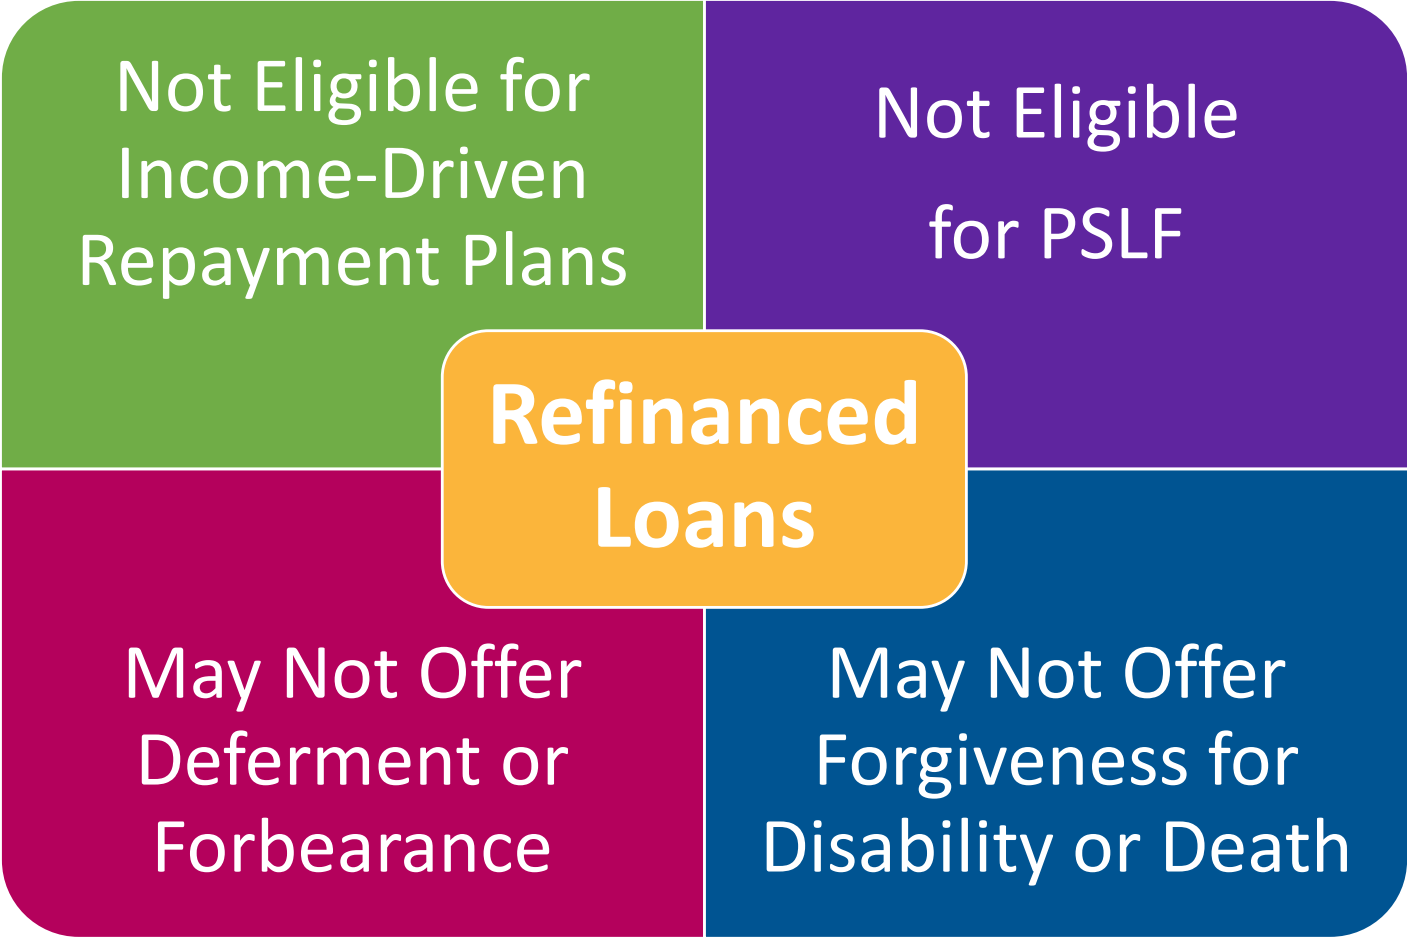 Not Eligible for
Income-Driven
Repayment Plans
Not Eligible
for PSLF
Refinanced
Loans
May Not Offer
Deferment or
Forbearance
May Not Offer
Forgiveness for
Disability or Death